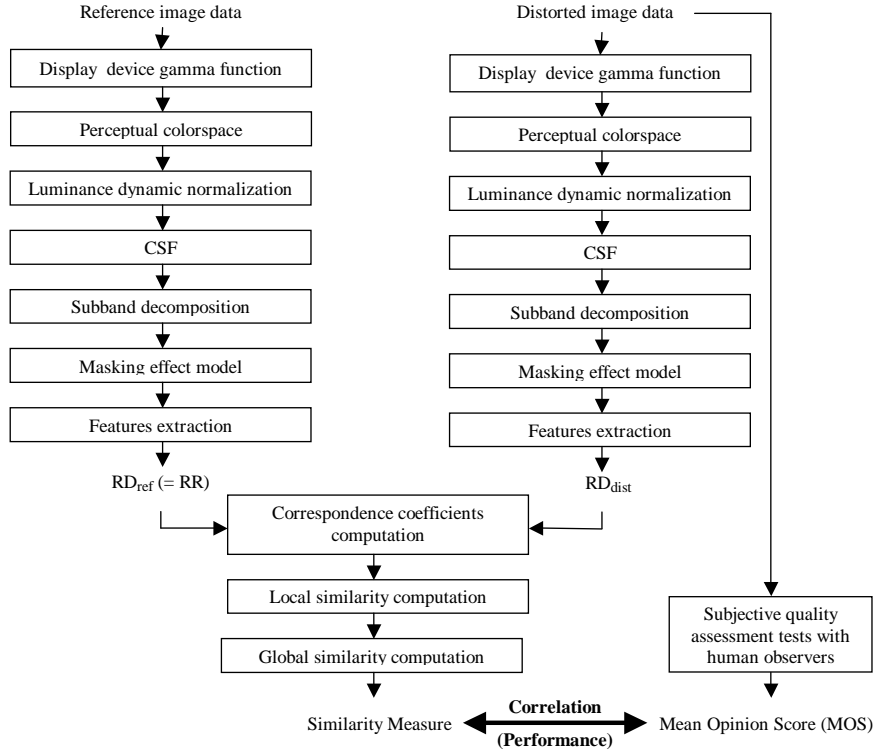 Reference image data
Display device gamma function
Perceptual colorspace
Luminance dynamic normalization
CSF
Subband decomposition
Masking effect model
Features extraction
RDref (= RR)
Distorted image data
Display device gamma function
Perceptual colorspace
Luminance dynamic normalization
CSF
Subband decomposition
Masking effect model
Features extraction
RDdist
Correspondence coefficients
computation
Local similarity computation
Global similarity computation
Similarity Measure
Subjective quality
assessment tests with
human observers
Correlation
(Performance)
Mean Opinion Score (MOS)